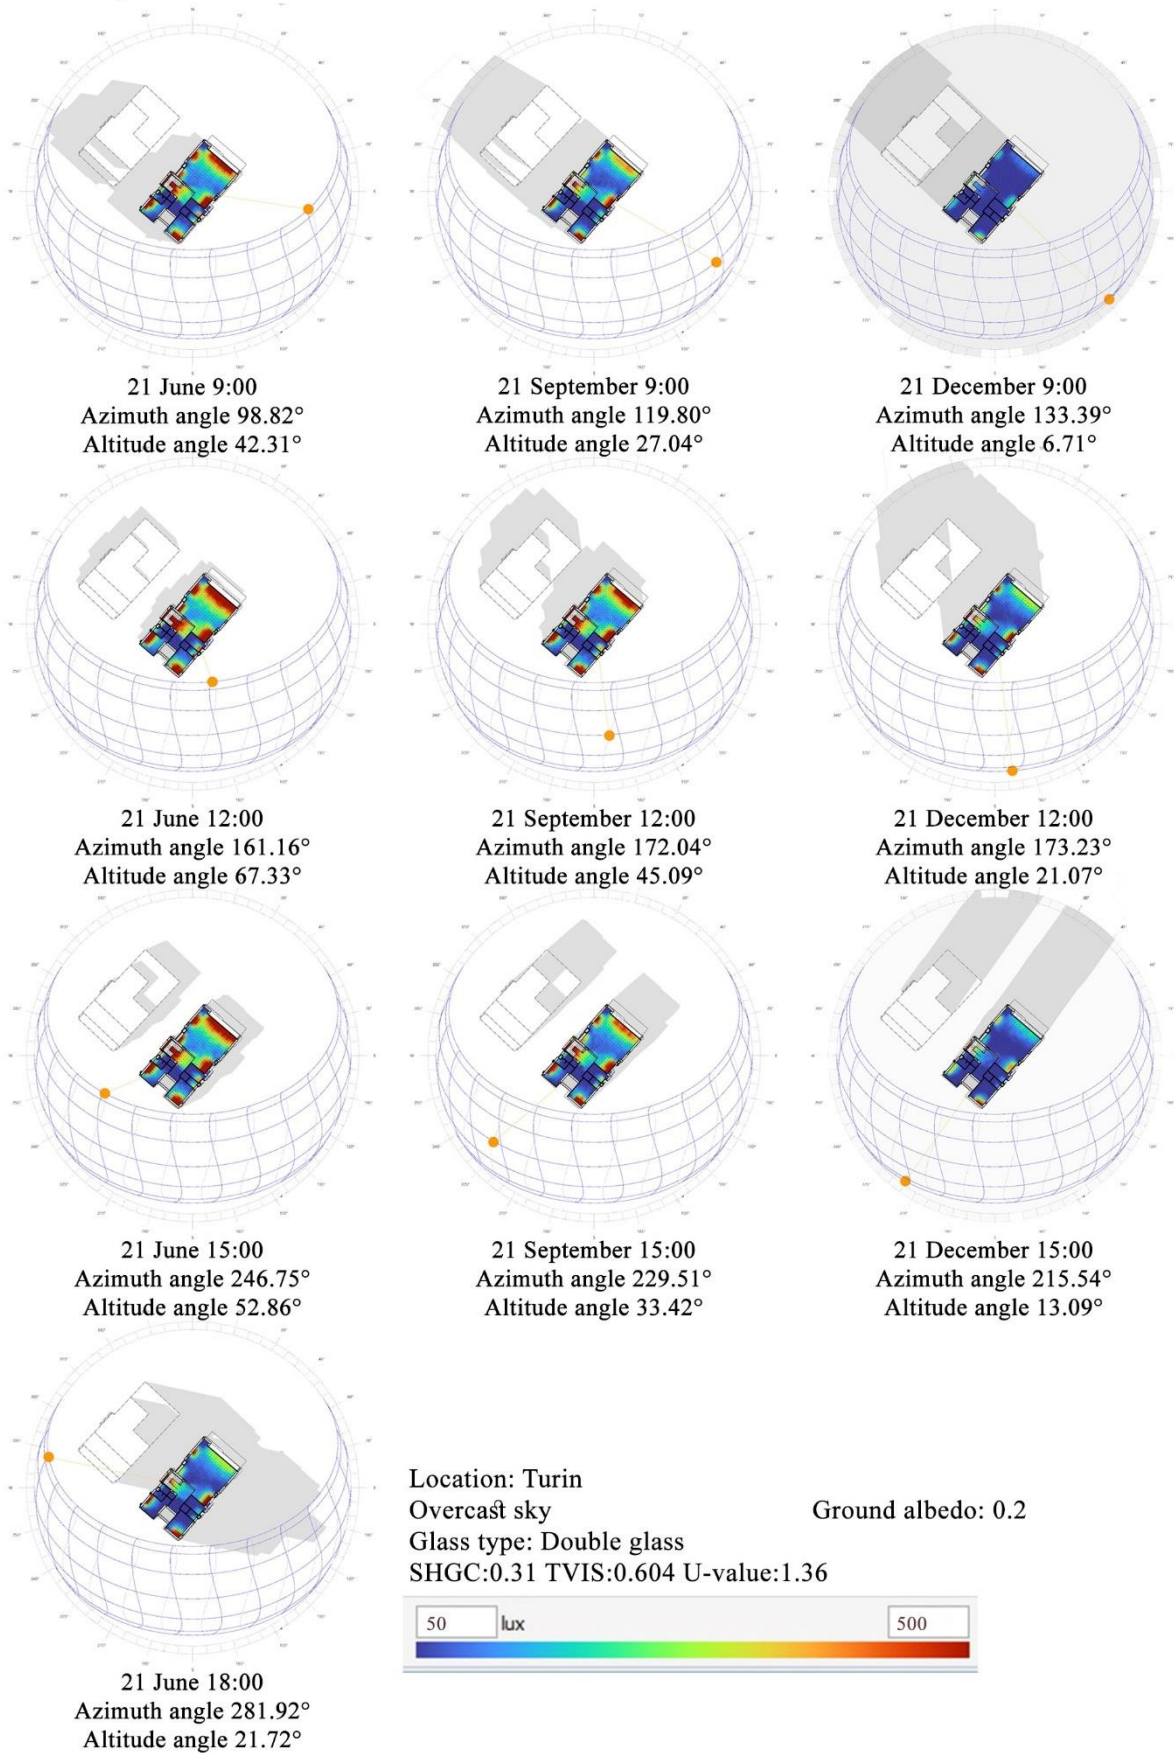 21 June 9:00
Azimuth angle 98.82°
Altitude angle 42.31°
21 September 9:00
Azimuth angle 119.80°
Altitude angle 27.04°
21 December 9:00
Azimuth angle 133.39°
Altitude angle 6.71°
21 June 12:00
Azimuth angle 161.16°
Altitude angle 67.33°
21 September 12:00
Azimuth angle 172.04°
Altitude angle 45.09°
21 December 12:00
Azimuth angle 173.23°
Altitude angle 21.07°
21 June 15:00
Azimuth angle 246.75°
Altitude angle 52.86°
21 September 15:00
Azimuth angle 229.51°
Altitude angle 33.42°
21 December 15:00
Azimuth angle 215.54°
Altitude angle 13.09°
21 June 18:00
Azimuth angle 281.92°
Altitude angle 21.72°
Location: Turin
Overcast sky
Ground albedo: 0.2
Glass type: Double glass
SHGC:0.31 TVIS:0.604 U-value:1.36
50 lux 500